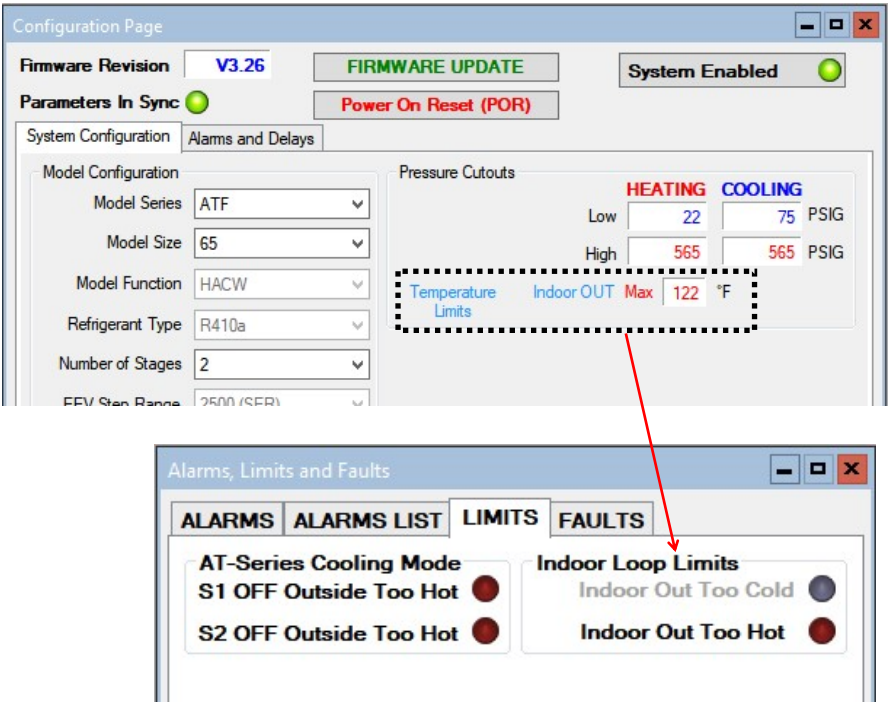 Configuration Page
Firmware Revision V3.26 FIRMWARE UPDATE System Enabled
Parameters In Sync Power On Reset (POR)
System Configuration Alarms and Delays
Model Configuration Pressure Cutouts
HEATING COOLING
Model Series ATF Low 22 75 PSIG
Model Size 65 High 565 565 PSIG
Model Function HACW Temperature Limits Indoor OUT Max 122 °F
Refrigerant Type R410a
Number of Stages 2
EEV Step Range 2500 (SER)
Alarms, Limits and Faults
ALARMS ALARMS LIST LIMITS FAULTS
AT-Series Cooling Mode Indoor Loop Limits
S1 OFF Outside Too Hot Indoor Out Too Cold
S2 OFF Outside Too Hot Indoor Out Too Hot